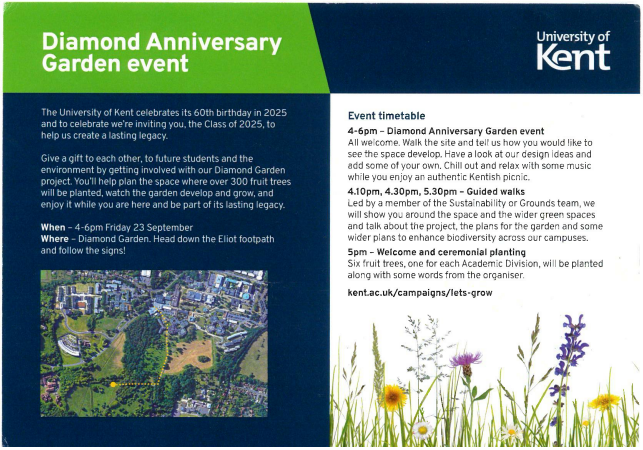 Diamond Anniversary
Garden event
The University of Kent celebrates its 60th birthday in 2025
and to celebrate we're inviting you, the Class of 2025, to
help us create a lasting legacy.
Give a gift to each other, to future students and the
environment by getting involved with our Diamond Garden
project. You'll help plan the space where over 300 fruit trees
will be planted, watch the garden develop and grow, and
enjoy it while you are here and be part of its lasting legacy.
When – 4-6pm Friday 23 September
Where – Diamond Garden. Head down the Eliot footpath
and follow the signs!
University of
Kent
Event timetable
4-6pm – Diamond Anniversary Garden event
All welcome. Walk the site and tell us how you would like to
see the space develop. Have a look at our design ideas and
add some of your own. Chill out and relax with some music
while you enjoy an authentic Kentish picnic.
4.10pm, 4.30pm, 5.30pm – Guided walks
Led by a member of the Sustainability or Grounds team, we
will show you around the space and the wider green spaces
and talk about the project, the plans for the garden and some
wider plans to enhance biodiversity across our campuses.
5pm – Welcome and ceremonial planting
Six fruit trees, one for each Academic Division, will be planted
along with some words from the organiser.
kent.ac.uk/campaigns/lets-grow